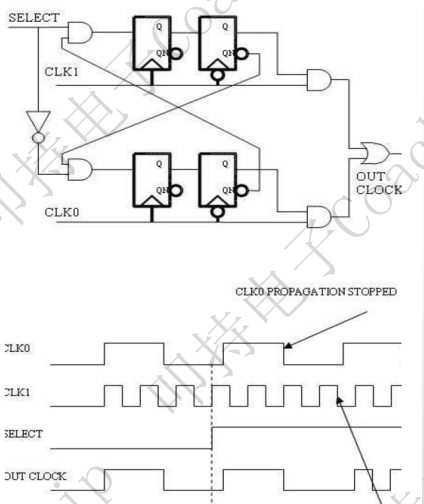 SELECT
Q
Q
QN
QN
CLK1
Q
Q
QN
QN
OUT
CLOCK
CLK0
CLK0 PROPAGATION STOPPED
CLK0
CLK1
SELECT
OUT CLOCK